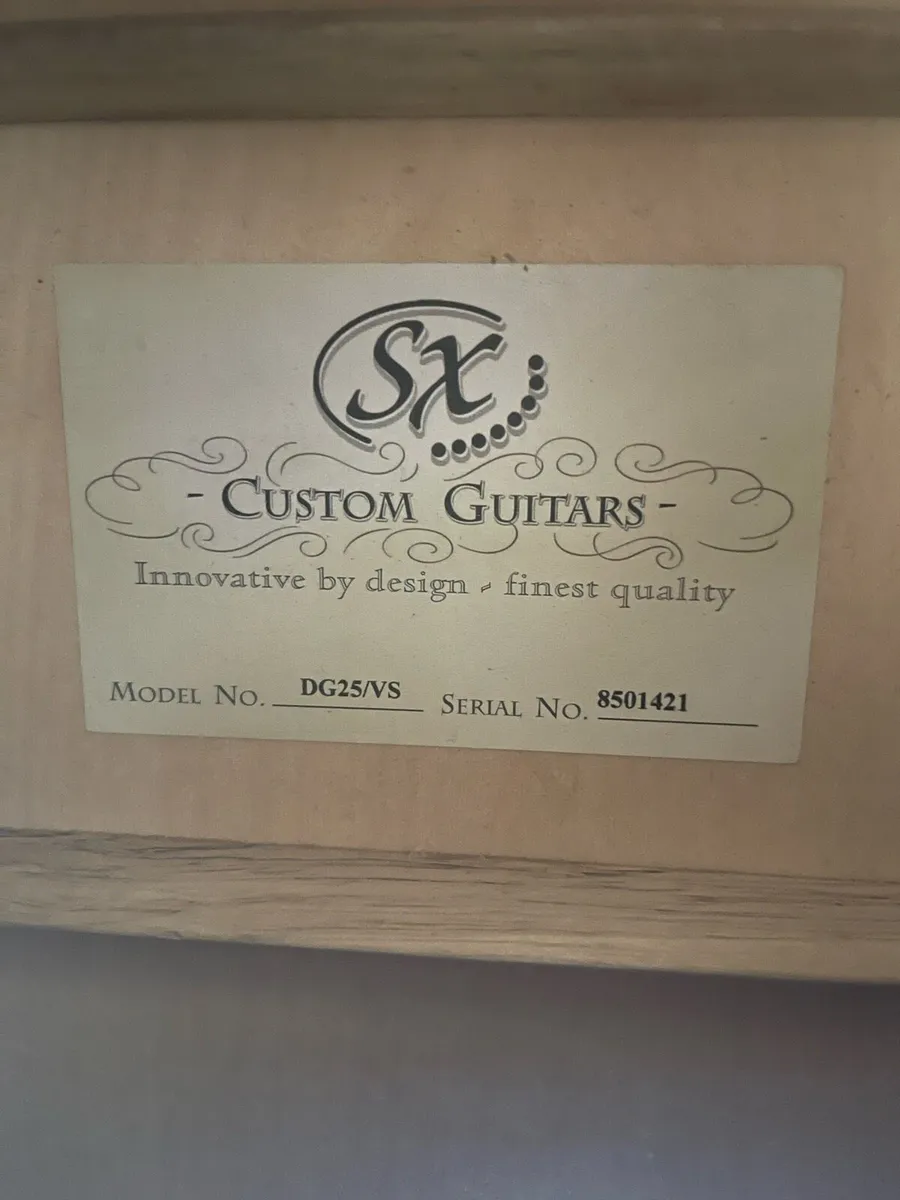 SX
- CUSTOM GUITARS -
Innovative by design - finest quality
MODEL NO. DG25/VS SERIAL NO. 8501421